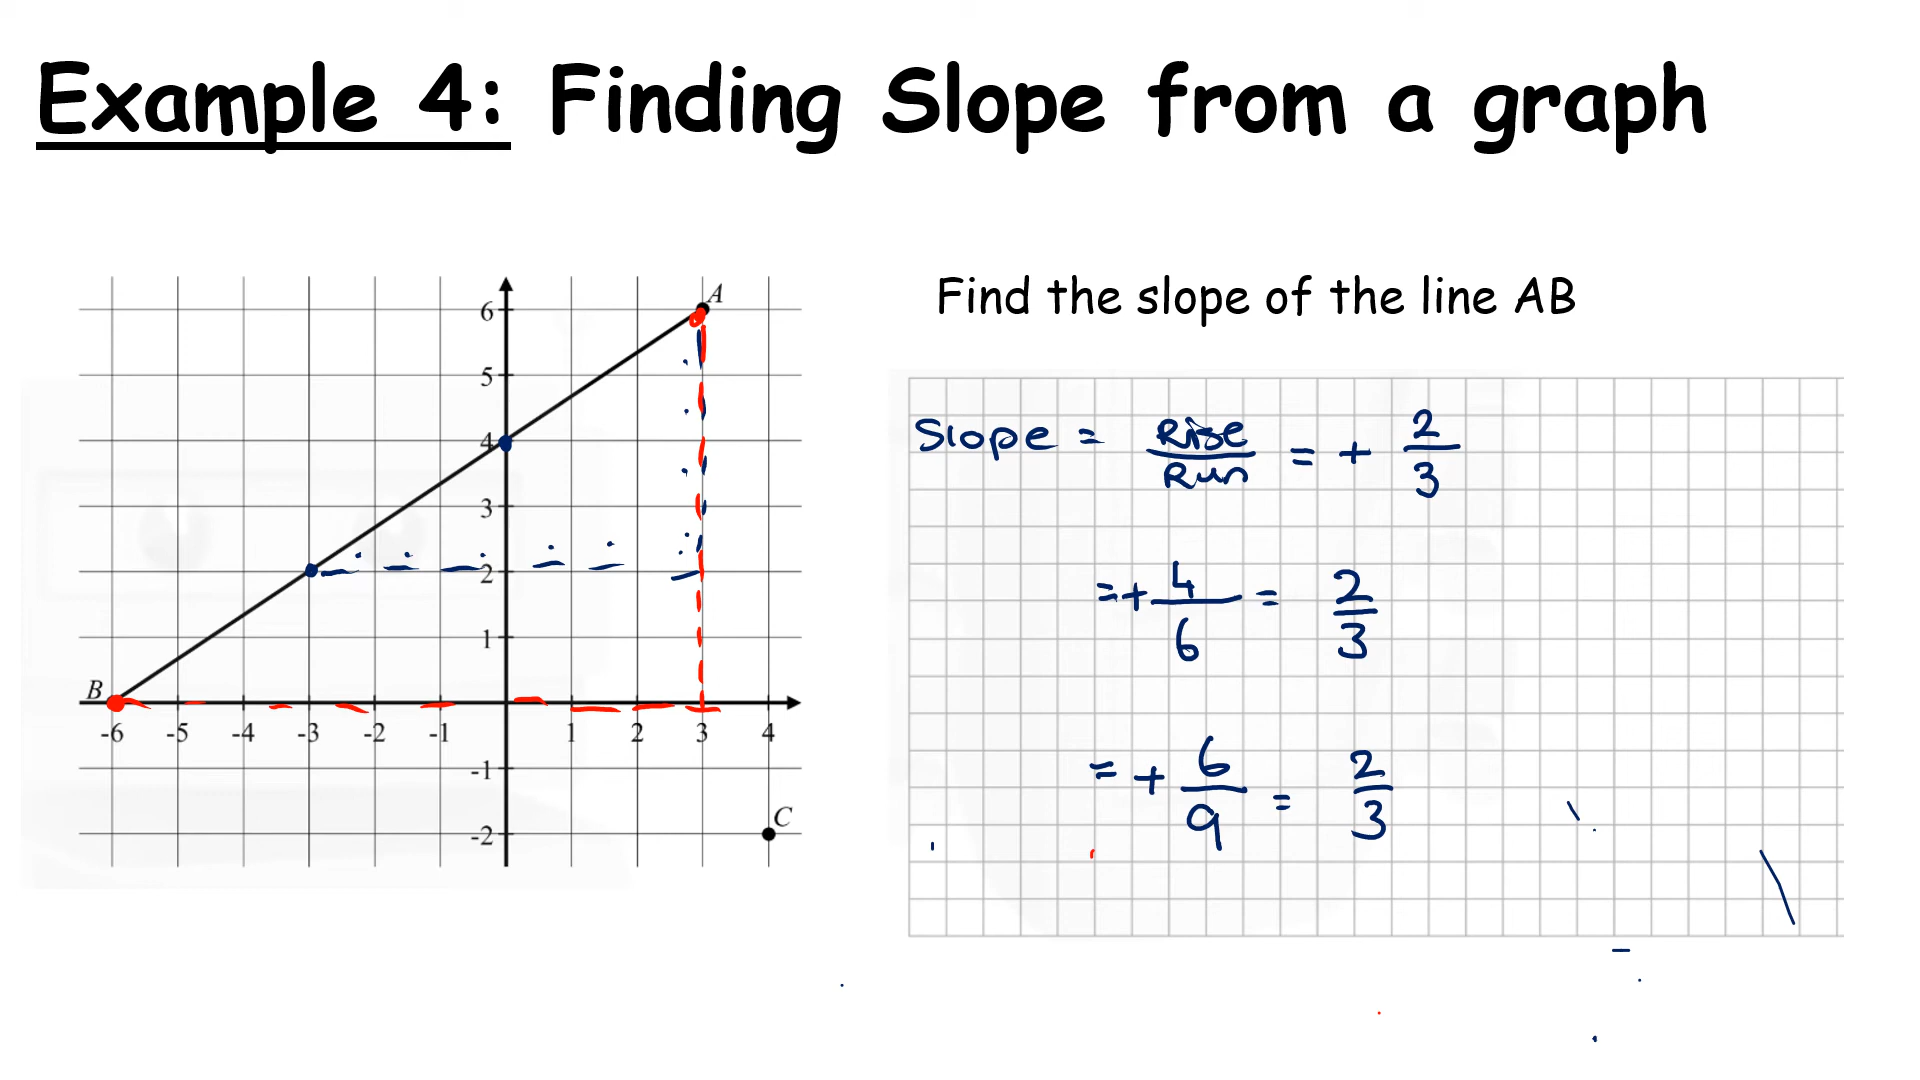 Example 4: Finding Slope from a graph
Find the slope of the line AB
A
6
5
4
3
2
1
B
-6 -5 -4 -3 -2 -1 1 2 3 4
-1
-2
C
Slope = Rise/Run = + 2/3
= + 4/6 = 2/3
= + 6/9 = 2/3